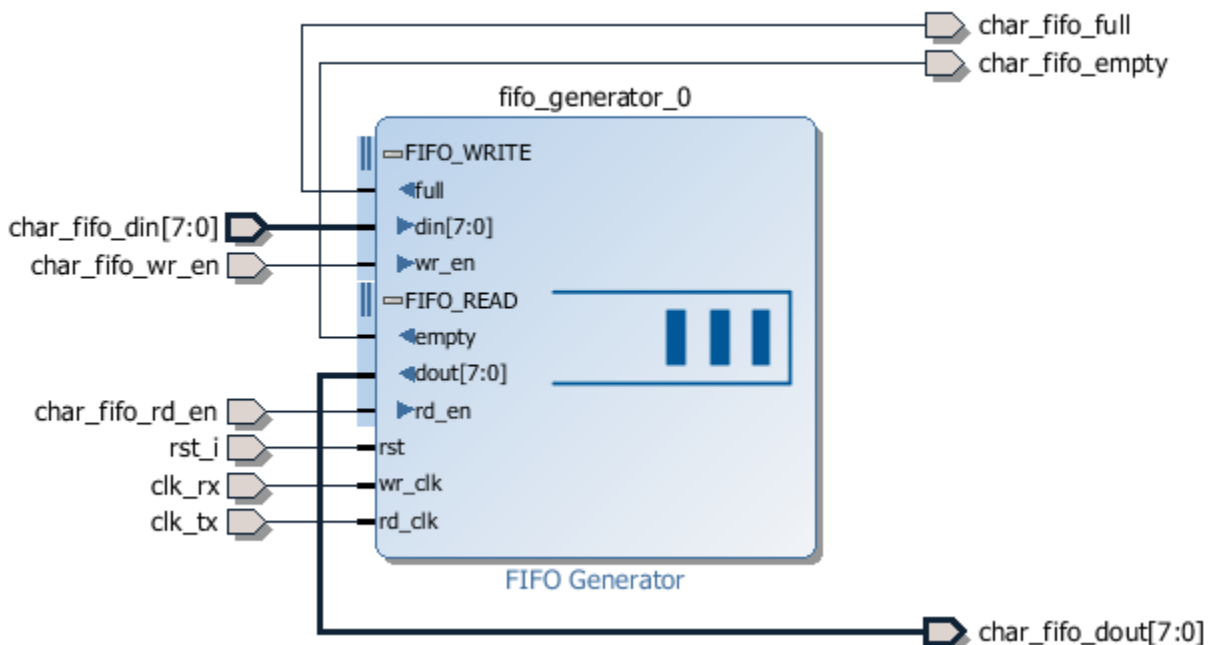 char_fifo_full
char_fifo_empty
fifo_generator_0
FIFO_WRITE
full
char_fifo_din[7:0]
din[7:0]
char_fifo_wr_en
wr_en
FIFO_READ
empty
dout[7:0]
char_fifo_rd_en
rd_en
rst_i
rst
clk_rx
wr_clk
clk_tx
rd_clk
FIFO Generator
char_fifo_dout[7:0]